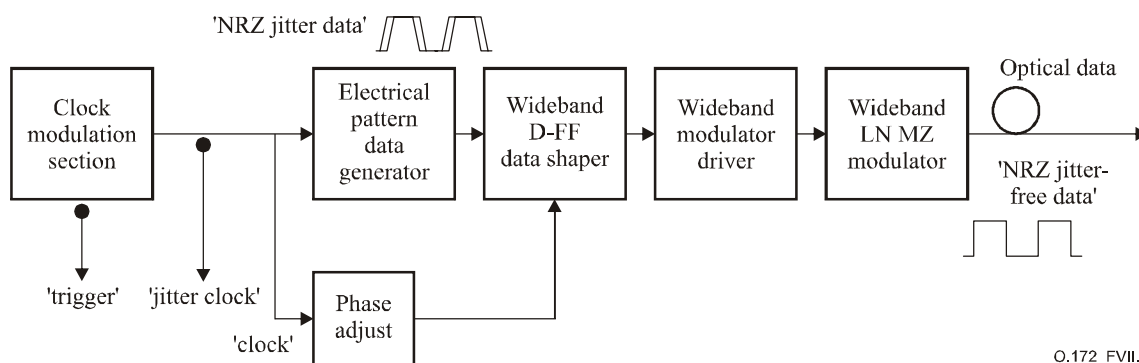 'NRZ jitter data'
Clock
modulation
section
Electrical
pattern
data
generator
Wideband
D-FF
data shaper
Wideband
modulator
driver
Wideband
LN MZ
modulator
Optical data
'NRZ jitter-
free data'
'trigger'
'jitter clock'
'clock'
Phase
adjust
O.172_FVII.